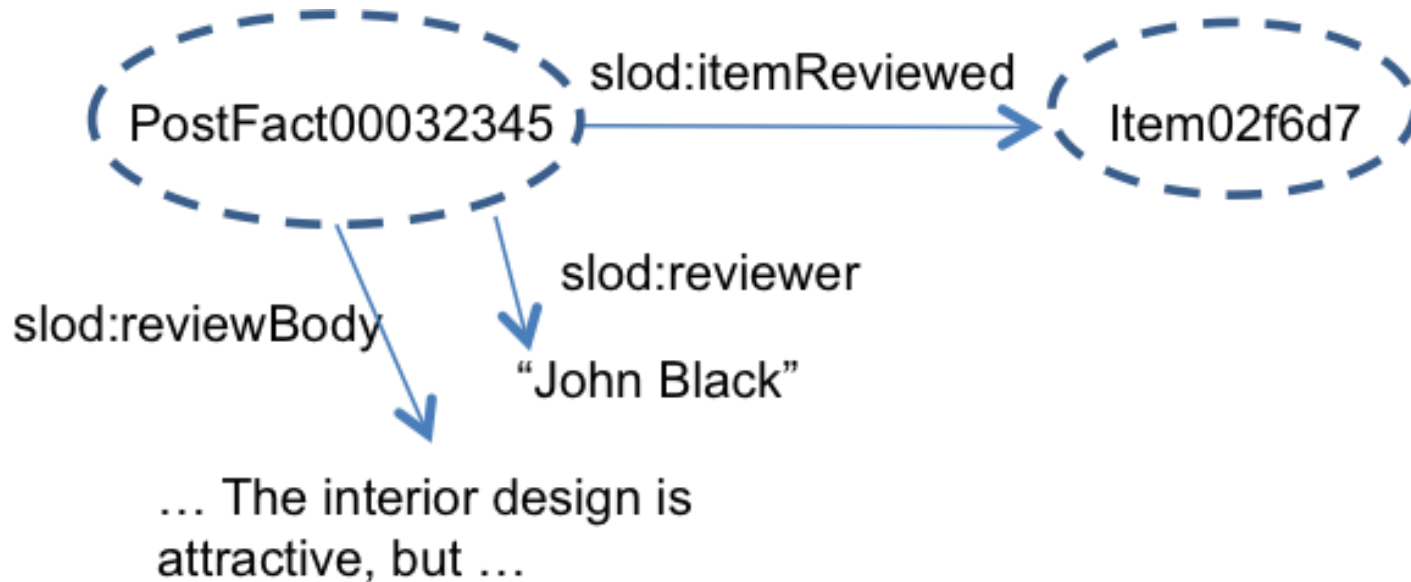 slod:itemReviewed
PostFact00032345
Item02f6d7
slod:reviewer
slod:reviewBody
“John Black”
… The interior design is
attractive, but …